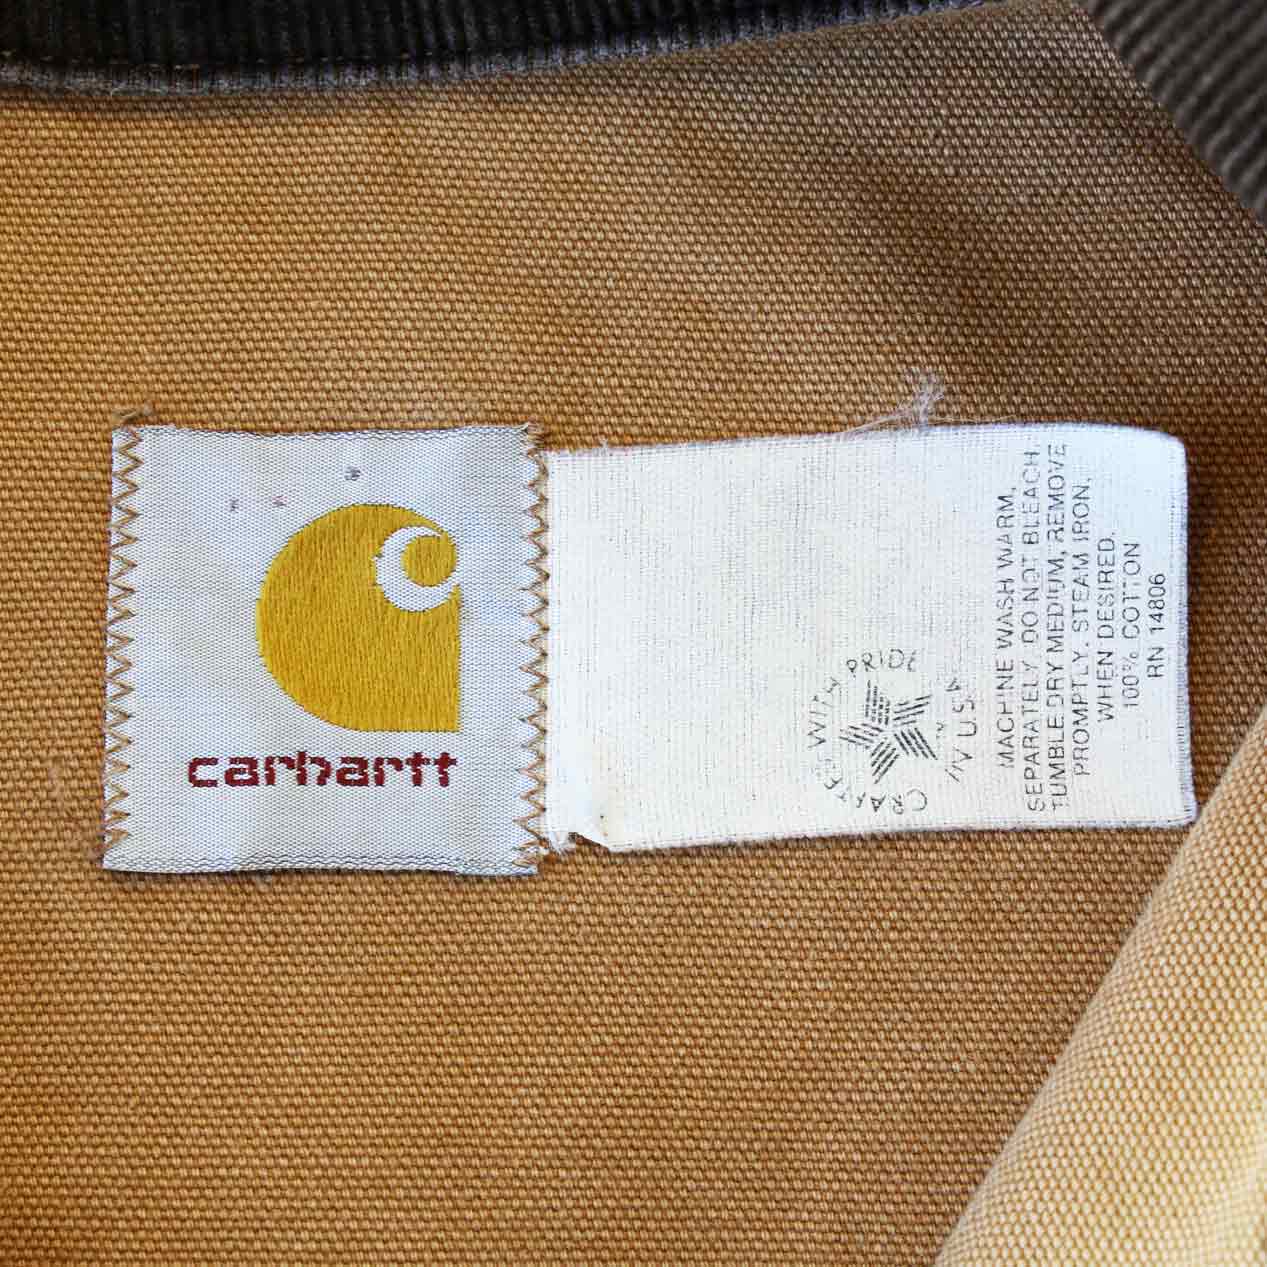 carhartt
CRAFTED WITH PRIDE
IN U.S.A.
MACHINE WASH WARM,
SEPARATELY. DO NOT BLEACH,
TUMBLE DRY MEDIUM, REMOVE
PROMPTLY. STEAM IRON,
WHEN DESIRED.
100% COTTON
RN 14806